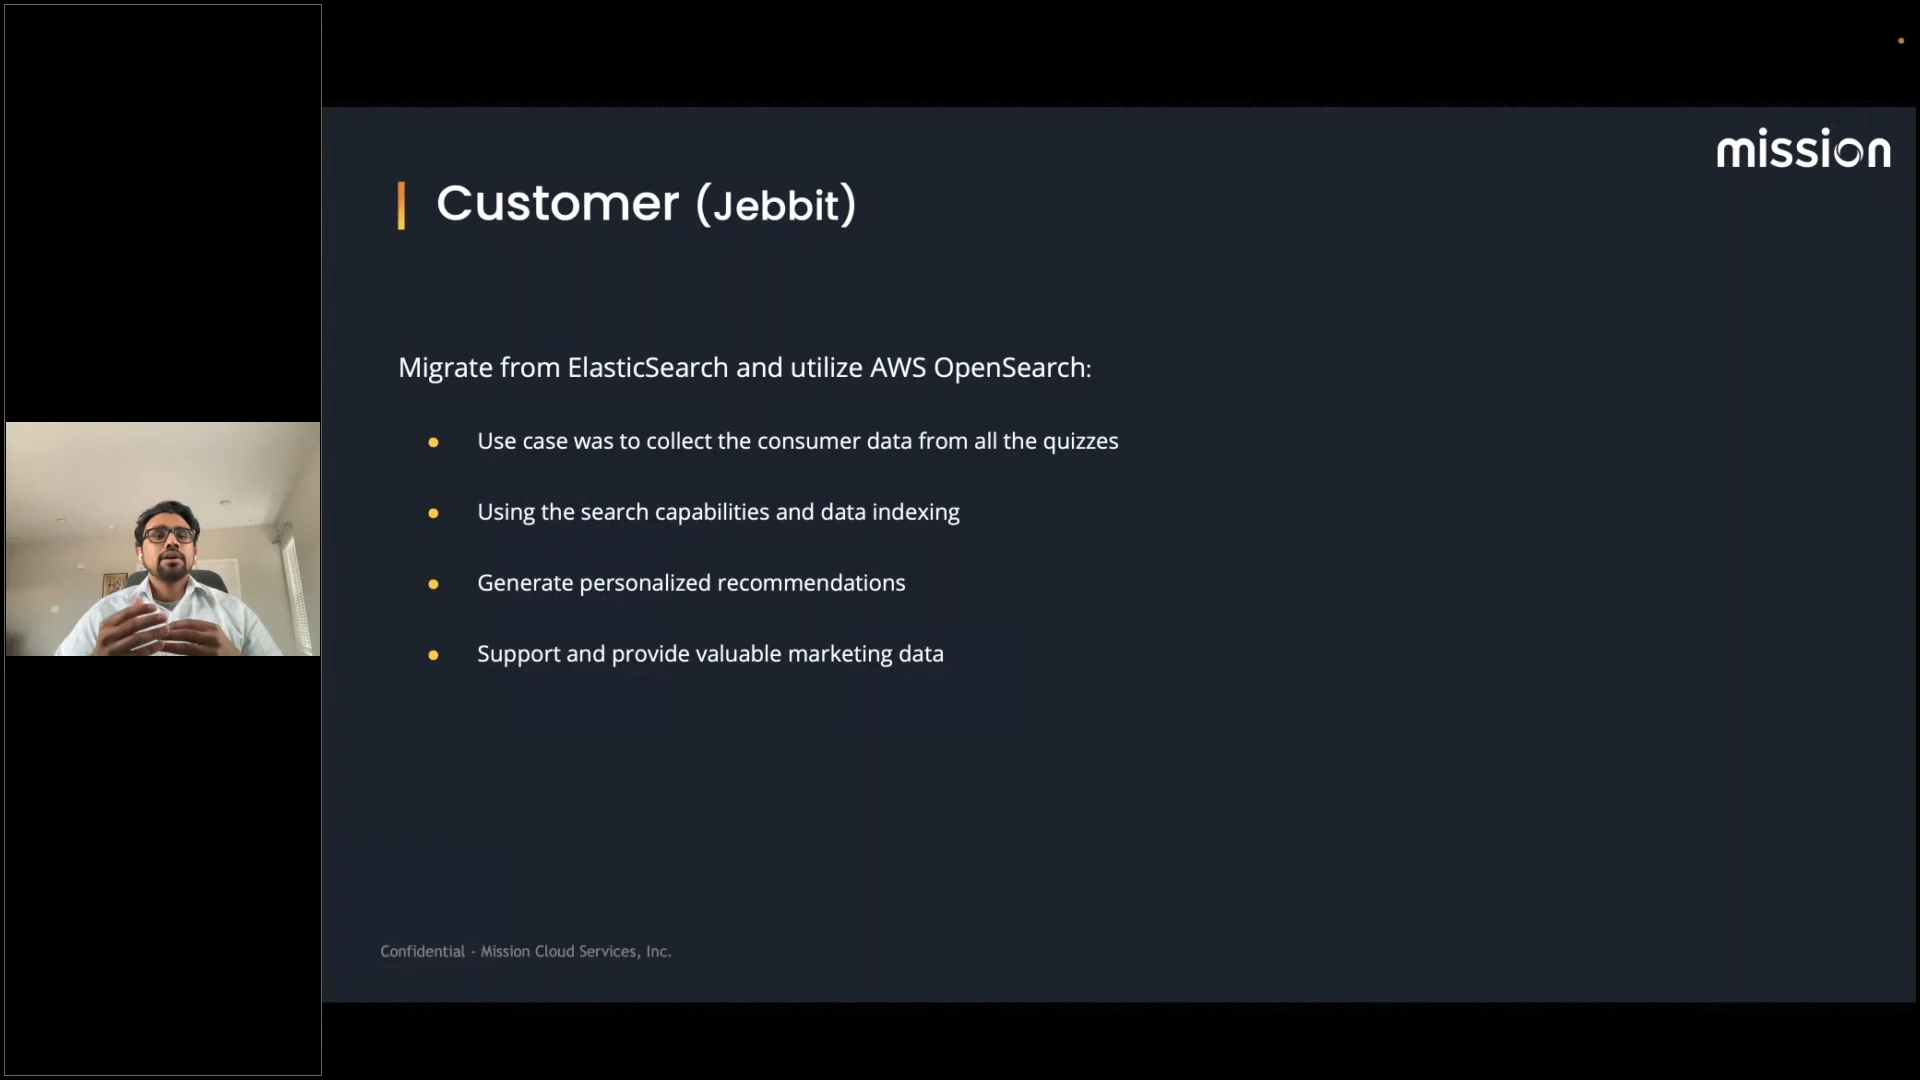 mission
Customer (Jebbit)
Migrate from ElasticSearch and utilize AWS OpenSearch:
Use case was to collect the consumer data from all the quizzes
Using the search capabilities and data indexing
Generate personalized recommendations
Support and provide valuable marketing data
Confidential - Mission Cloud Services, Inc.